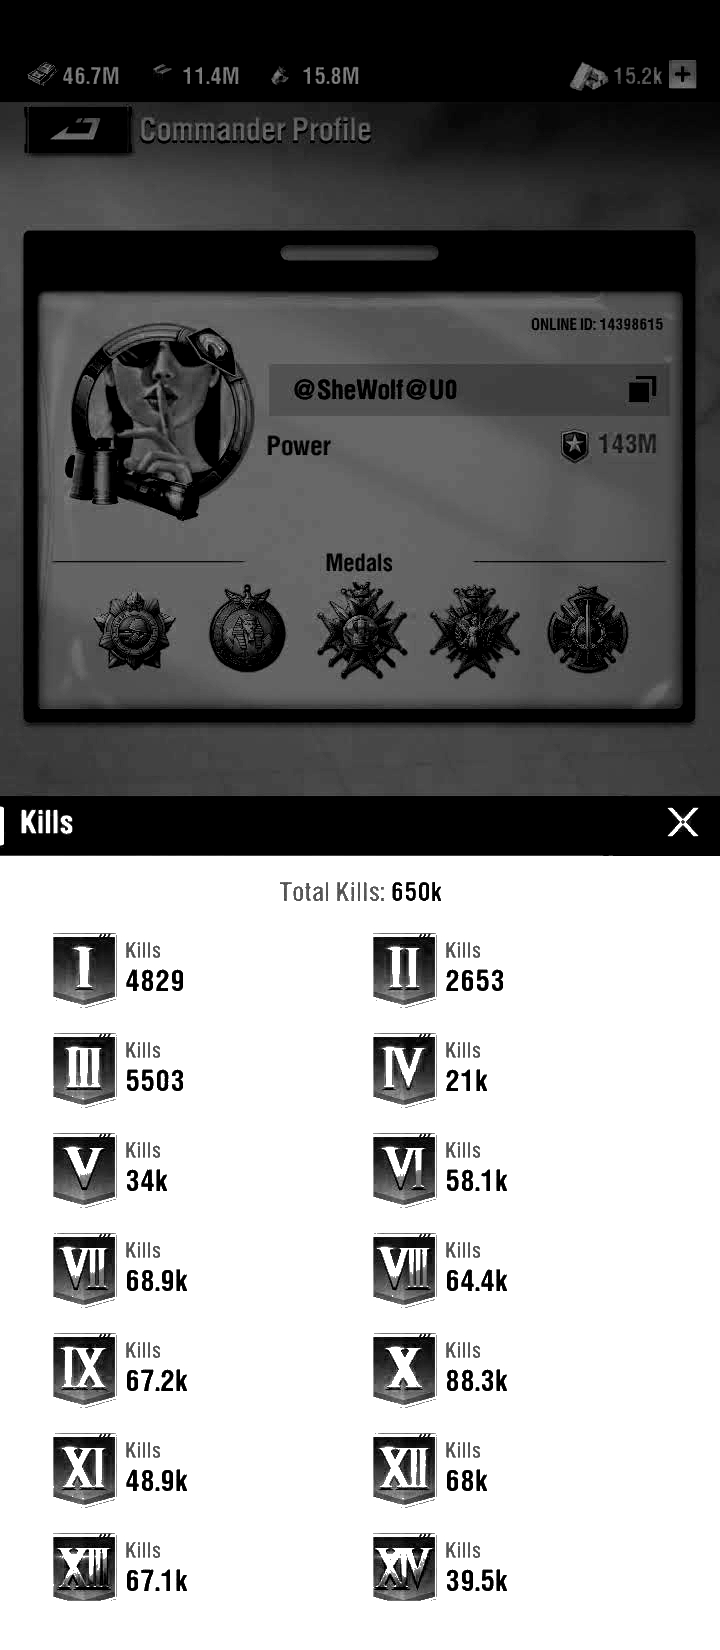 46.7M 11.4M 15.8M 15.2k +
Commander Profile
ONLINE ID: 14398615
@SheWolf@U0
Power 143M
Medals
Kills
Total Kills: 650k
I Kills 4829
II Kills 2653
III Kills 5503
IV Kills 21k
V Kills 34k
VI Kills 58.1k
VII Kills 68.9k
VIII Kills 64.4k
IX Kills 67.2k
X Kills 88.3k
XI Kills 48.9k
XII Kills 68k
XIII Kills 67.1k
XIV Kills 39.5k